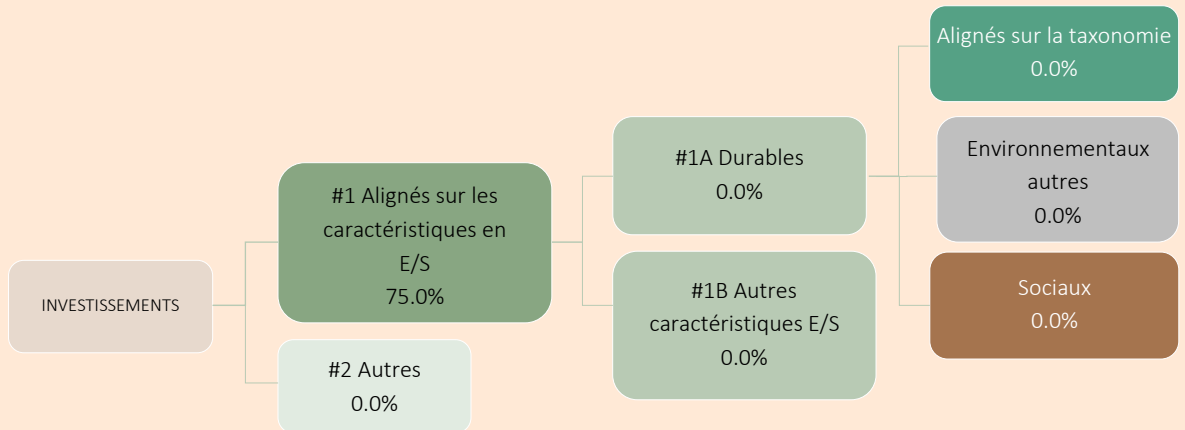 INVESTISSEMENTS
#1 Alignés sur les
caractéristiques en
E/S
75.0%
#2 Autres
0.0%
#1A Durables
0.0%
#1B Autres
caractéristiques E/S
0.0%
Alignés sur la taxonomie
0.0%
Environnementaux
autres
0.0%
Sociaux
0.0%